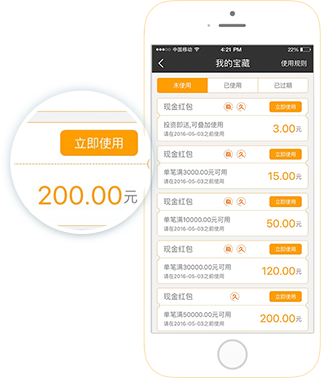 中国移动 4:21 PM 22%
我的宝藏 使用规则
未使用 已使用 已过期
现金红包 稳 久 立即使用
投资即送,可叠加使用
请在2016-05-03之前使用
3.00元
现金红包 稳 久 立即使用
单笔满3000.00元可用
请在2016-05-03之前使用
15.00元
现金红包 稳 久 立即使用
单笔满10000.00元可用
请在2016-05-03之前使用
50.00元
现金红包 稳 久 立即使用
单笔满30000.00元可用
请在2016-05-03之前使用
120.00元
现金红包 久 立即使用
单笔满50000.00元可用
请在2016-05-03之前使用
200.00元
立即使用
200.00元